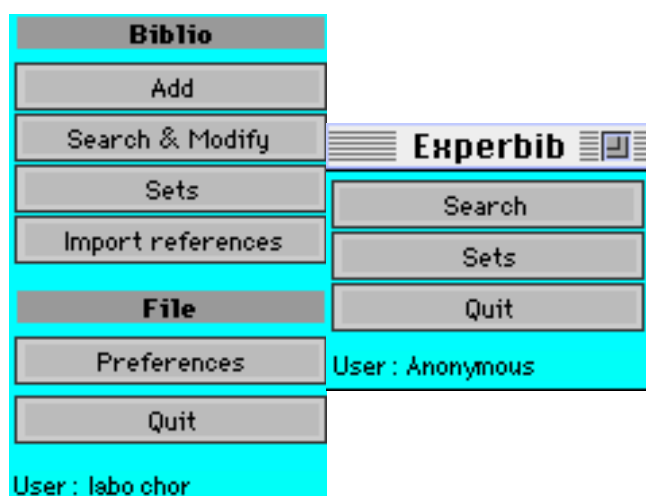 Biblio
Add
Search & Modify
Sets
Import references
File
Preferences
Quit
User : labo chor
Experbib
Search
Sets
Quit
User : Anonymous